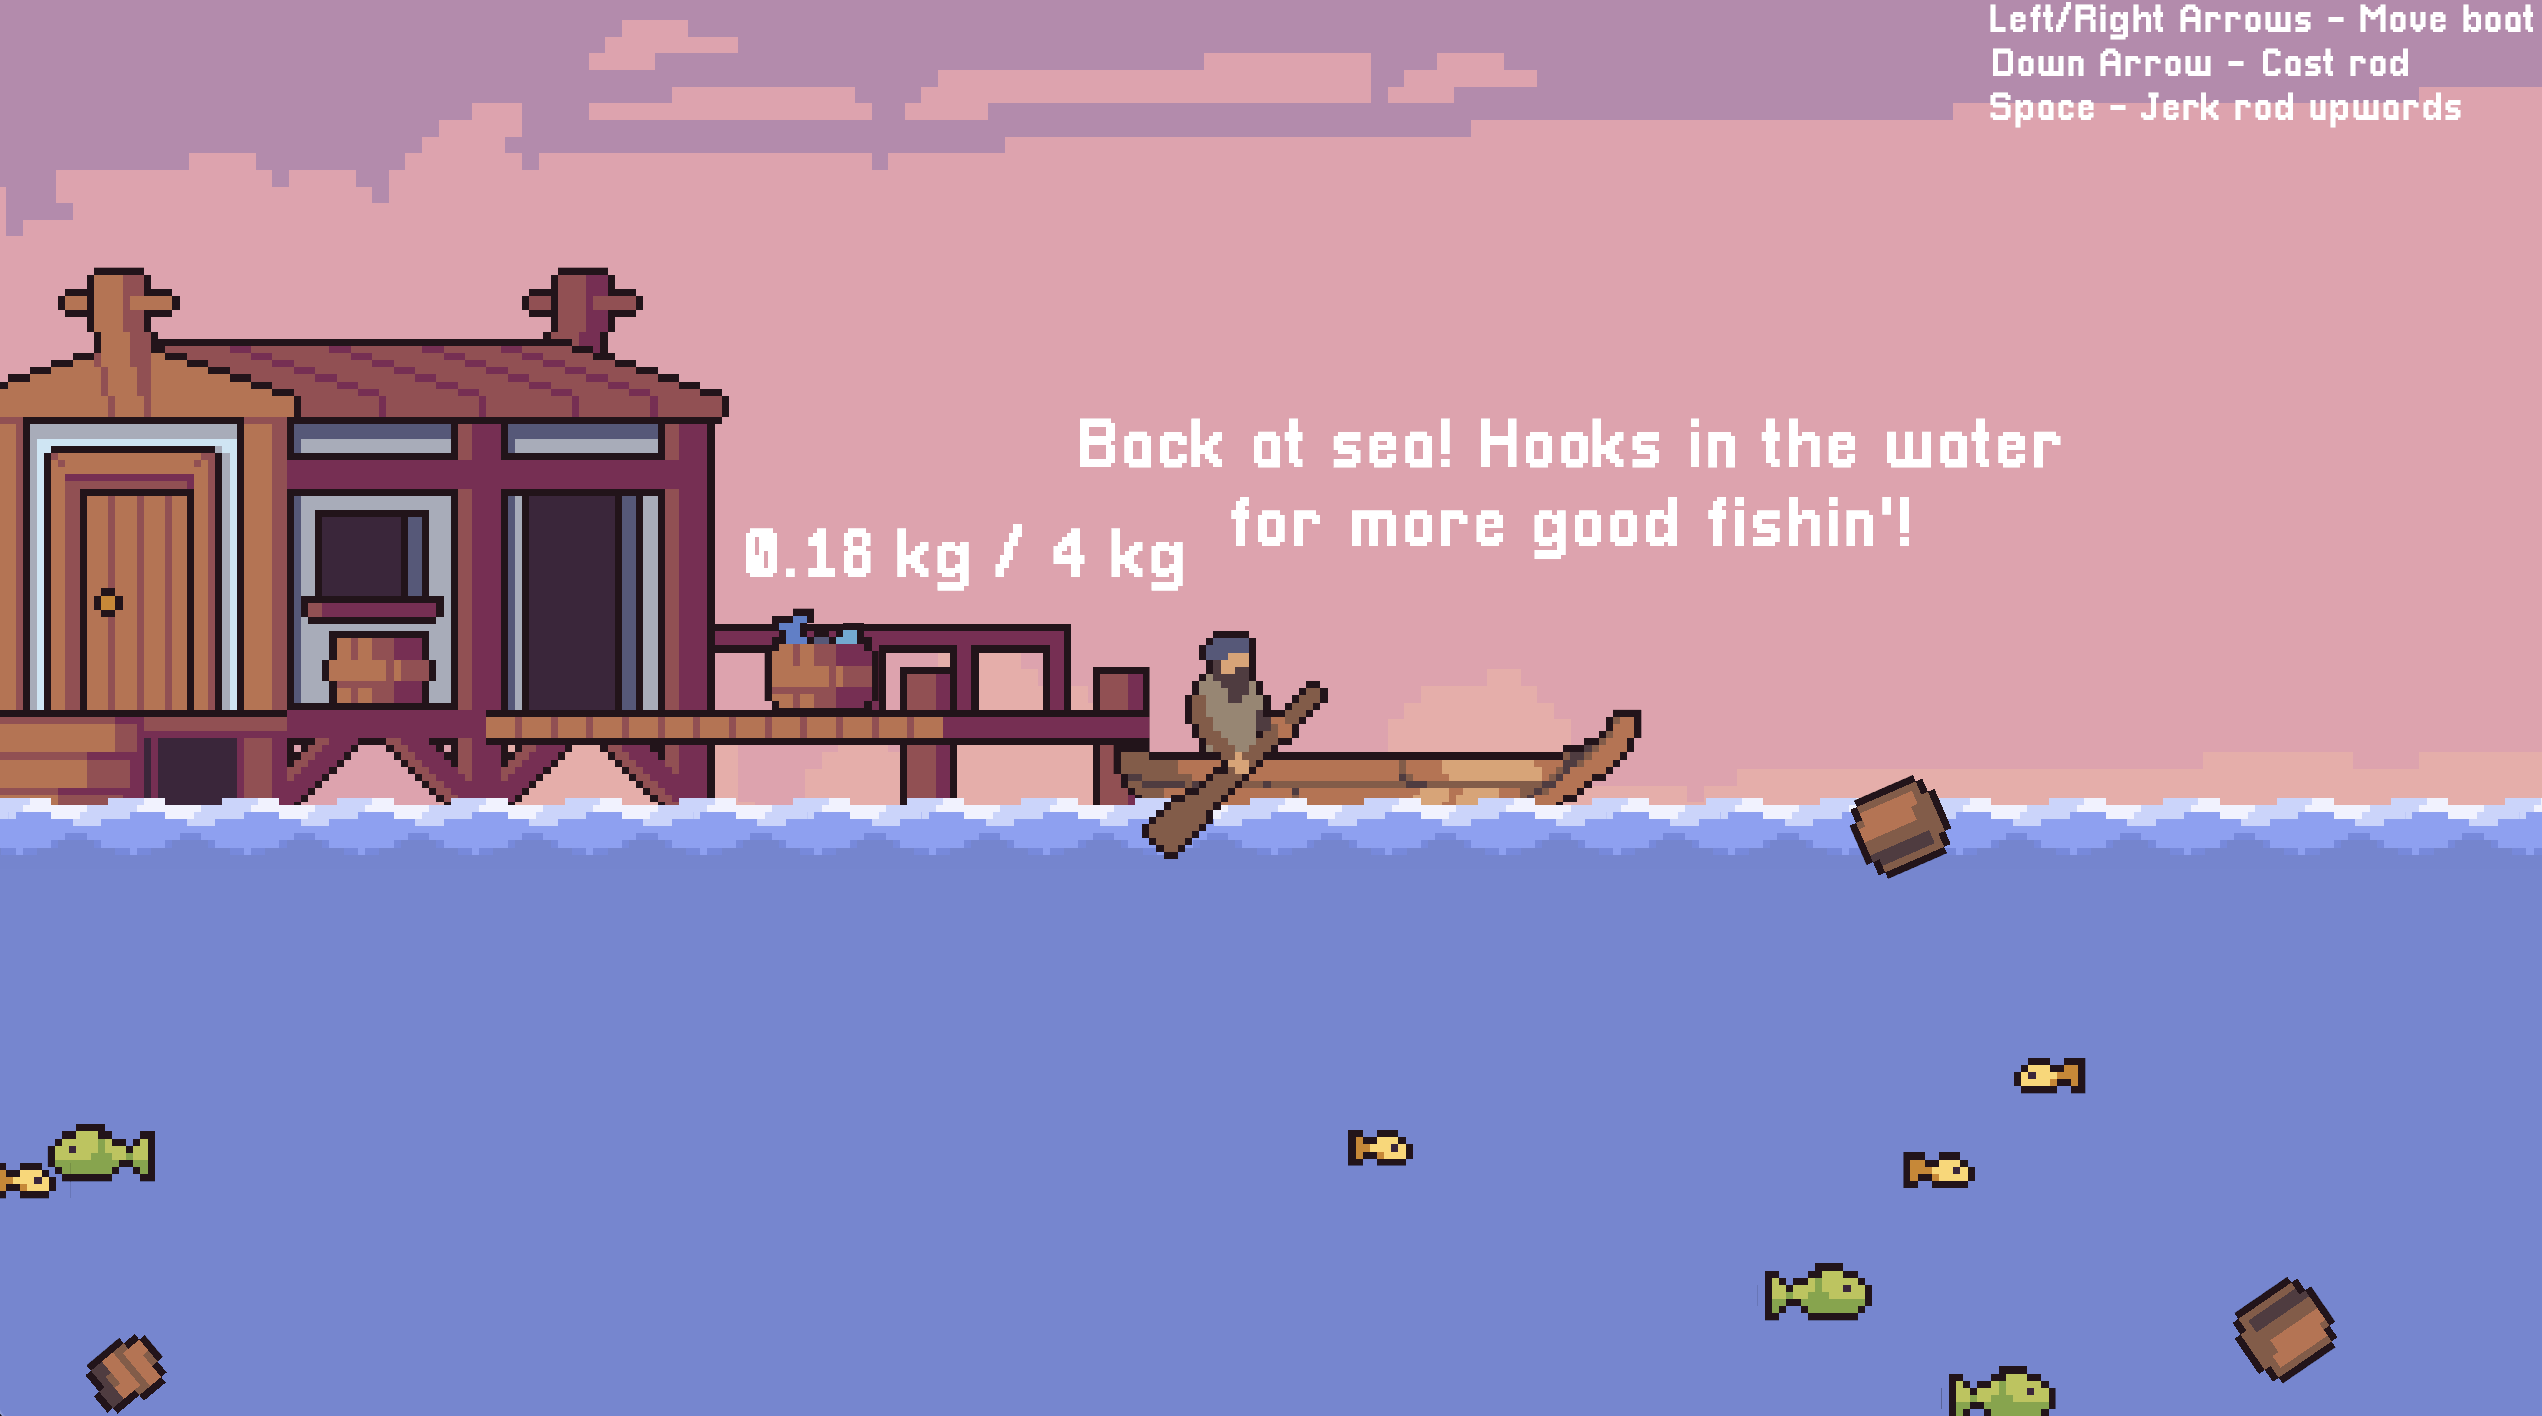 Left/Right Arrows - Move boat
Down Arrow - Cast rod
Space - Jerk rod upwards
Back at sea! Hooks in the water
for more good fishin'!
0.18 kg / 4 kg